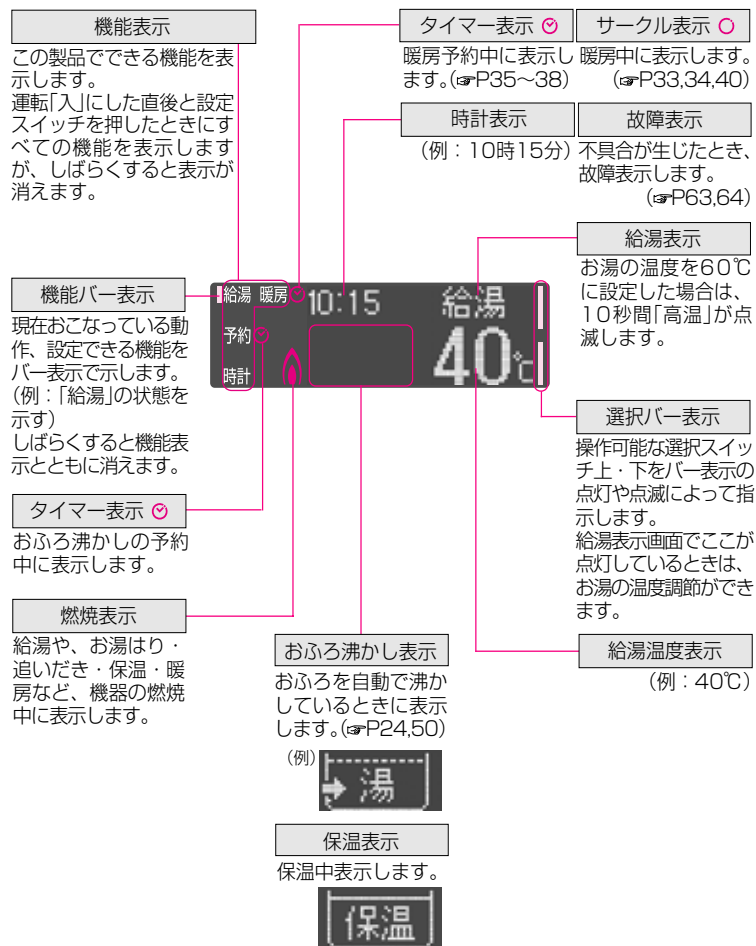 機能表示
この製品でできる機能を表
示します。
運転｢入｣にした直後と設定
スイッチを押したときにす
べての機能を表示します
が、しばらくすると表示が
消えます。
タイマー表示
暖房予約中に表示し
ます。(☞P35〜38)
サークル表示
暖房中に表示します。
(☞P33,34,40)
時計表示
(例：10時15分)
故障表示
不具合が生じたとき、
故障表示します。
(☞P63,64)
給湯表示
お湯の温度を60℃
に設定した場合は、
10秒間｢高温｣が点
滅します。
機能バー表示
現在おこなっている動
作、設定できる機能を
バー表示で示します。
(例：｢給湯｣の状態を
示す)
しばらくすると機能表
示とともに消えます。
給湯 暖房 10:15 給湯
予約
40℃
時計
選択バー表示
操作可能な選択スイッ
チ上・下をバー表示の
点灯や点滅によって指
示します。
給湯表示画面でここが
点灯しているときは、
お湯の温度調節ができ
ます。
タイマー表示
おふろ沸かしの予約
中に表示します。
燃焼表示
給湯や、お湯はり・
追いだき・保温・暖
房など、機器の燃焼
中に表示します。
おふろ沸かし表示
おふろを自動で沸か
しているときに表示
します。(☞P24,50)
(例)
湯
給湯温度表示
(例：40℃)
保温表示
保温中表示します。
保温